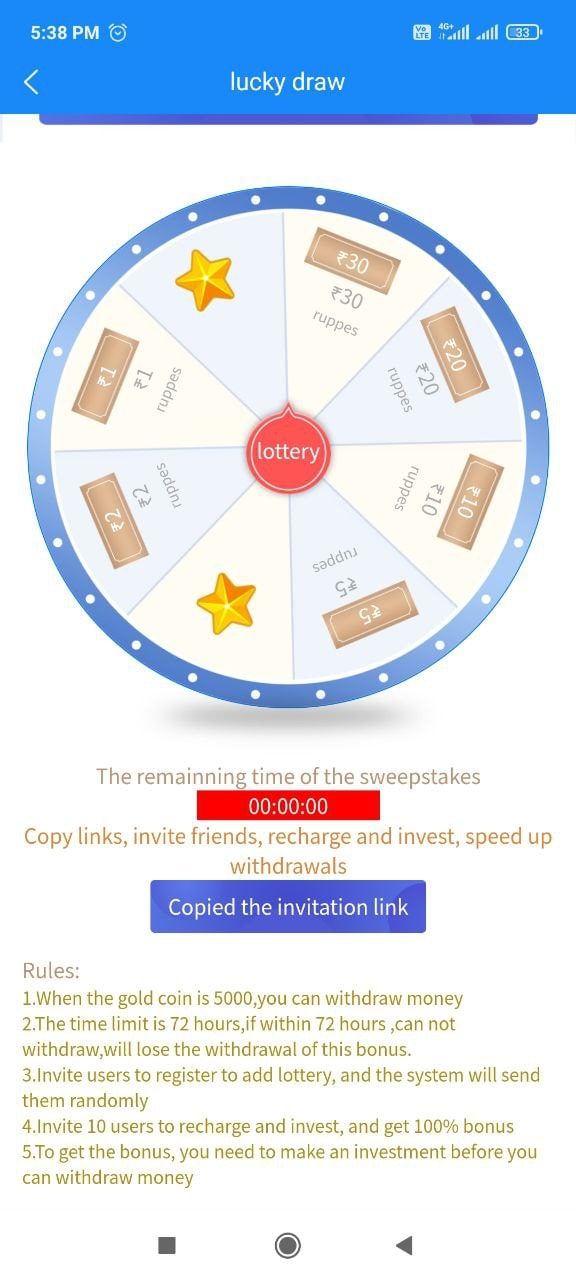 5:38 PM
Vo
LTE
4G+
33
lucky draw
₹30
₹30
ruppes
₹20
₹20
ruppes
₹1
₹1
ruppes
lottery
₹10
₹10
ruppes
₹2
₹2
ruppes
ruppes
₹5
₹5
The remainning time of the sweepstakes
00:00:00
Copy links, invite friends, recharge and invest, speed up
withdrawals
Copied the invitation link
Rules:
1.When the gold coin is 5000,you can withdraw money
2.The time limit is 72 hours,if within 72 hours ,can not
withdraw,will lose the withdrawal of this bonus.
3.Invite users to register to add lottery, and the system will send
them randomly
4.Invite 10 users to recharge and invest, and get 100% bonus
5.To get the bonus, you need to make an investment before you
can withdraw money